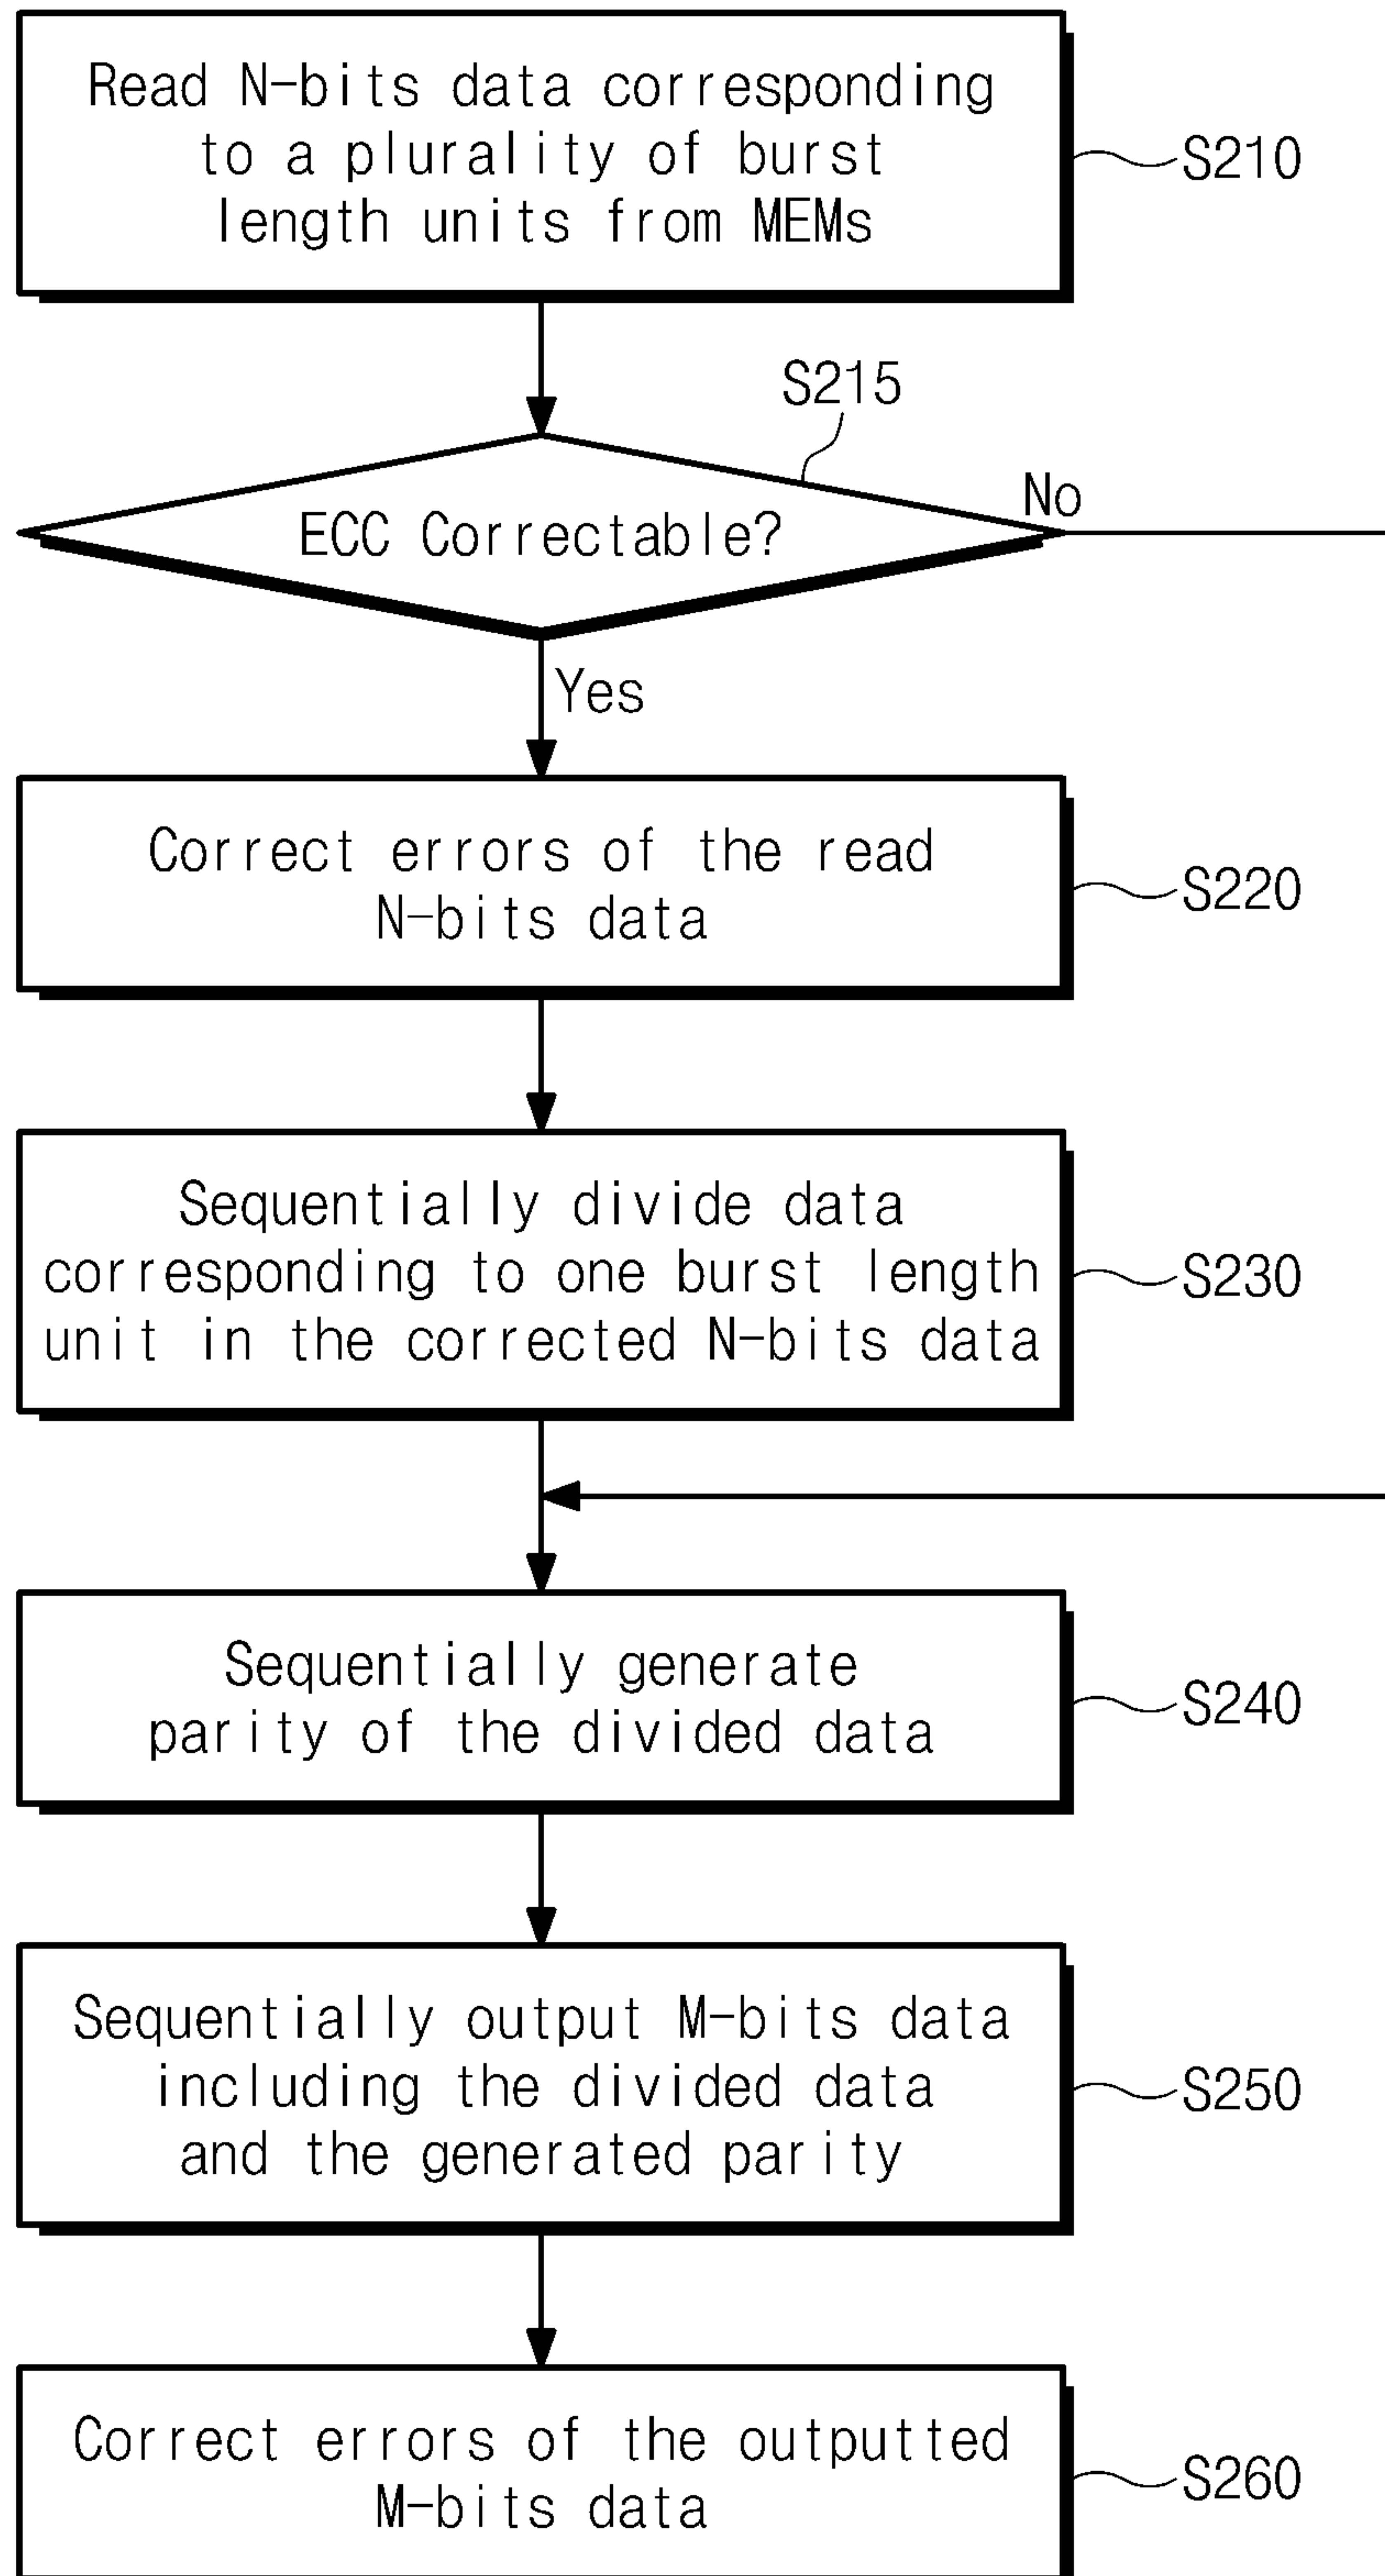 Read N-bits data corresponding
to a plurality of burst
length units from MEMs
S210
S215
ECC Correctable?
No
Yes
Correct errors of the read
N-bits data
S220
Sequentially divide data
corresponding to one burst length
unit in the corrected N-bits data
S230
Sequentially generate
parity of the divided data
S240
Sequentially output M-bits data
including the divided data
and the generated parity
S250
Correct errors of the outputted
M-bits data
S260